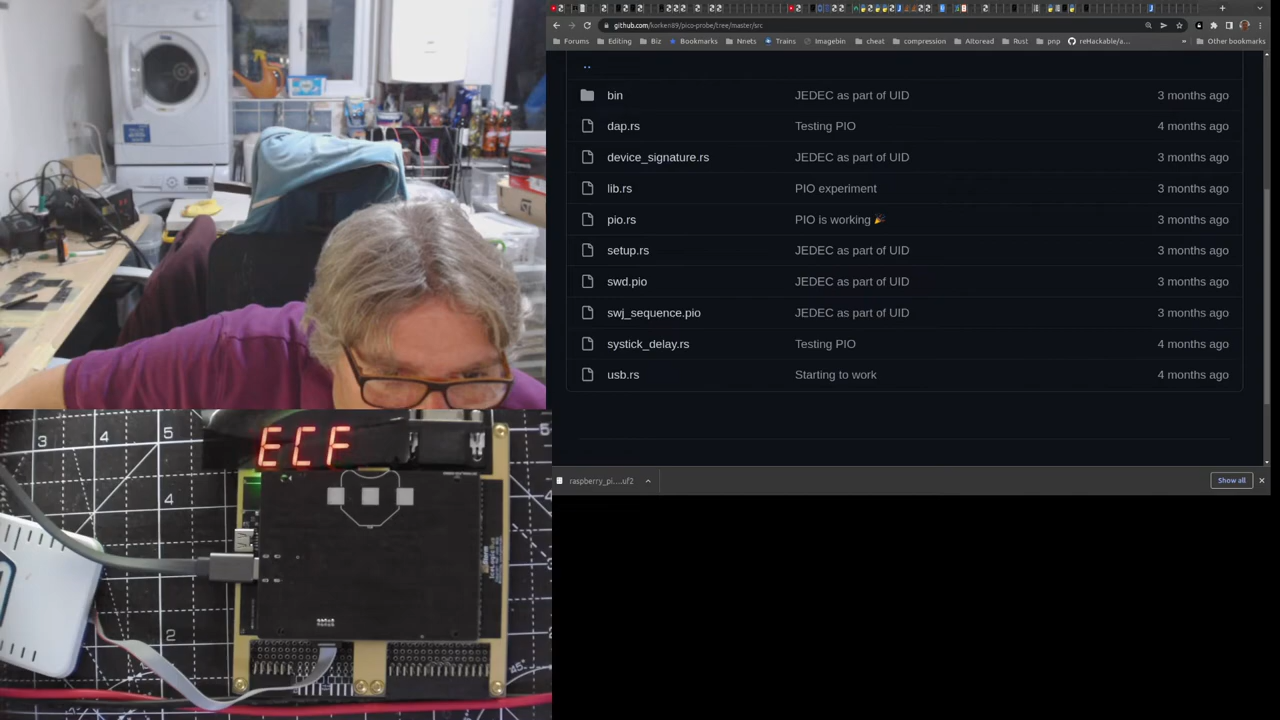 github.com/korken89/pico-probe/tree/master/src
Forums Editing Biz Bookmarks Nnets Trains Imagebin cheat compression Altoread Rust pnp reHackable/a... » Other bookmarks
..
bin JEDEC as part of UID 3 months ago
dap.rs Testing PIO 4 months ago
device_signature.rs JEDEC as part of UID 3 months ago
lib.rs PIO experiment 3 months ago
pio.rs PIO is working 🎉 3 months ago
setup.rs JEDEC as part of UID 3 months ago
swd.pio JEDEC as part of UID 3 months ago
swj_sequence.pio JEDEC as part of UID 3 months ago
systick_delay.rs Testing PIO 4 months ago
usb.rs Starting to work 4 months ago
raspberry_pi....uf2 Show all
ECF
3 4 5
4
2
45°